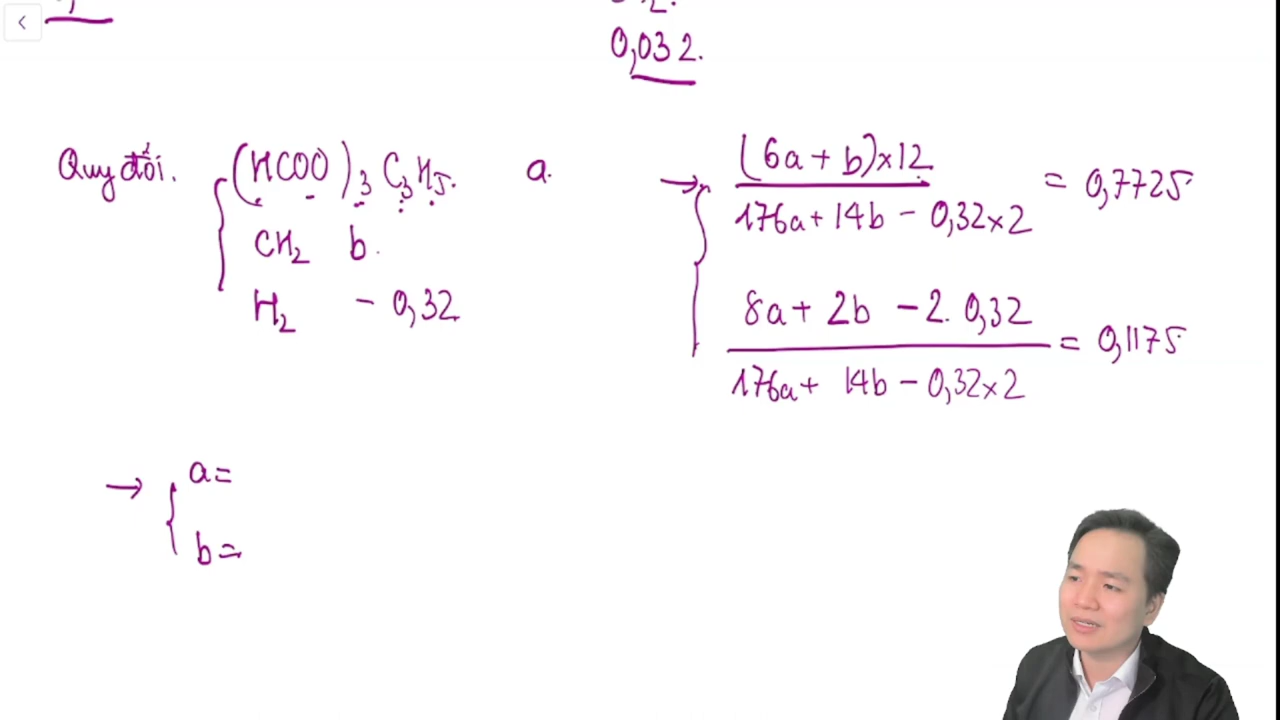 0,032.
Quy đổi. (HCOO)₃C₃H₅. a.
CH₂ b.
H₂ - 0,32
→ (6a + b)×12 / 176a + 14b - 0,32×2 = 0,7725
8a + 2b - 2. 0,32 / 176a + 14b - 0,32×2 = 0,1175
→ a =
b =